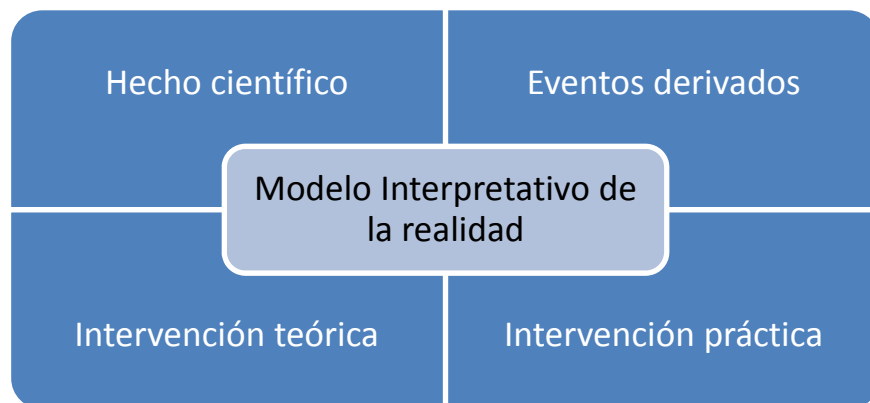 Hecho científico
Eventos derivados
Modelo Interpretativo de
la realidad
Intervención teórica
Intervención práctica